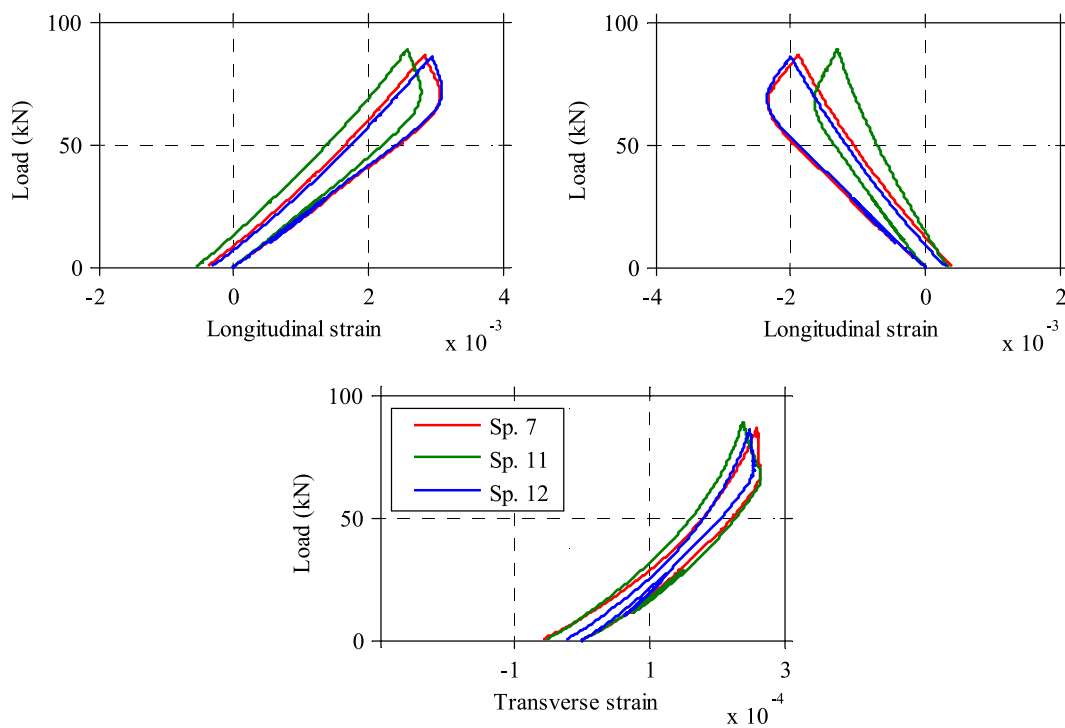 100
50
0
Load (kN)
-2
0
2
4
Longitudinal strain
x 10⁻³
100
50
0
Load (kN)
-4
-2
0
2
Longitudinal strain
x 10⁻³
100
50
0
Load (kN)
Sp. 7
Sp. 11
Sp. 12
-1
1
3
Transverse strain
x 10⁻⁴